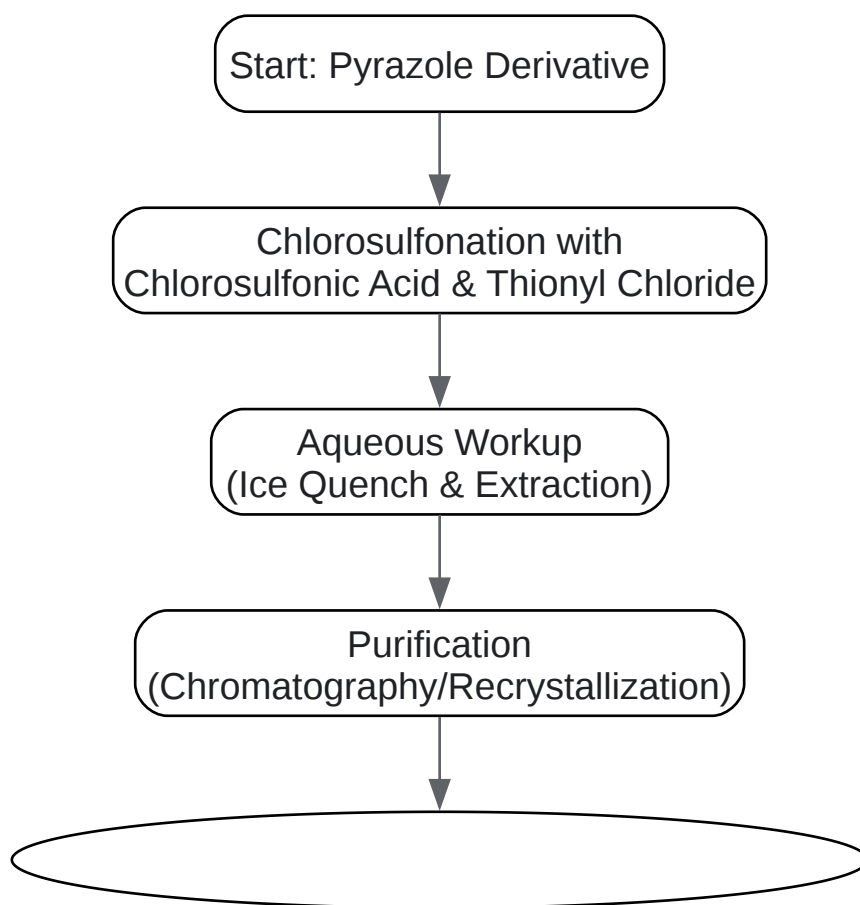 Start: Pyrazole Derivative
Chlorosulfonation with
Chlorosulfonic Acid & Thionyl Chloride
Aqueous Workup
(Ice Quench & Extraction)
Purification
(Chromatography/Recrystallization)